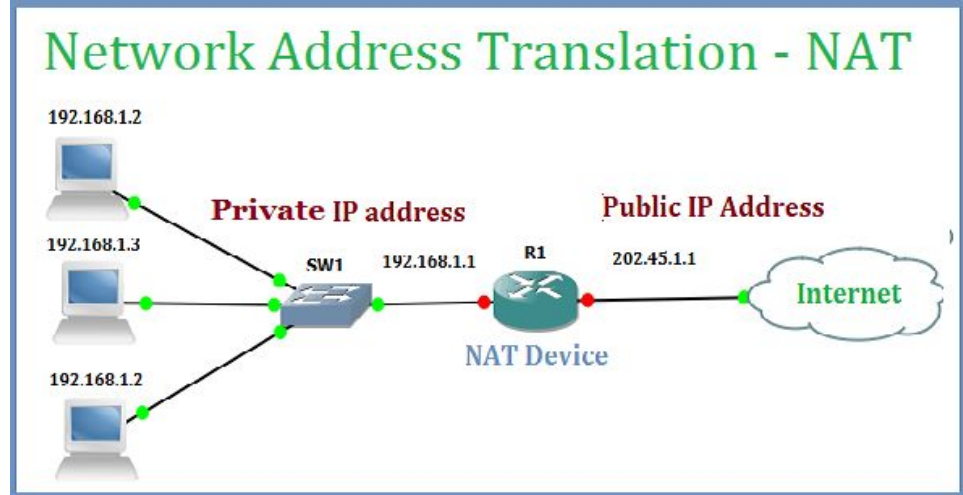 Network Address Translation - NAT
192.168.1.2
Private IP address
Public IP Address
192.168.1.3
SW1
192.168.1.1
R1
202.45.1.1
Internet
NAT Device
192.168.1.2